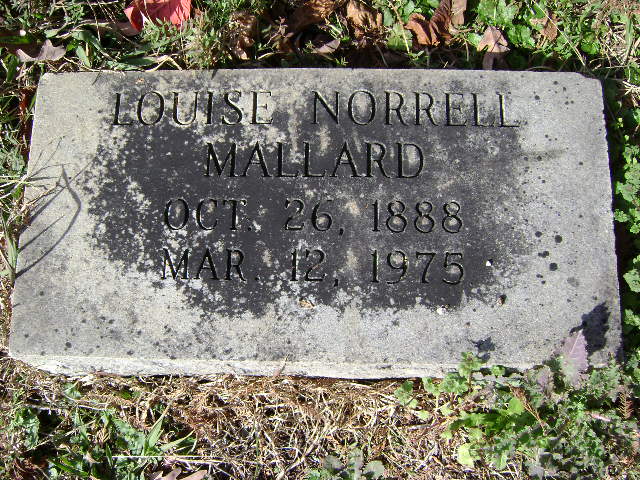 LOUISE NORRELL
MALLARD
OCT. 26, 1888
MAR. 12, 1975